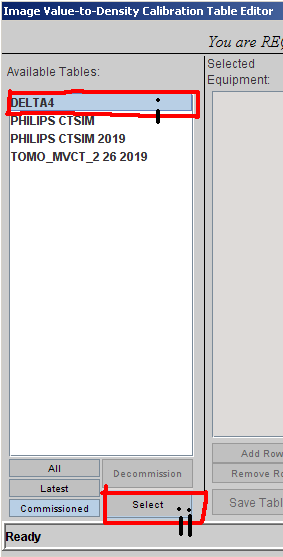 Image Value-to-Density Calibration Table Editor
You are RE
Available Tables:
Selected
Equipment:
DELTA4
i
PHILIPS CTSIM
PHILIPS CTSIM 2019
TOMO_MVCT_2 26 2019
All
Decommission
Latest
Commissioned
Select
ii
Add Row
Remove Ro
Save Tabl
Ready